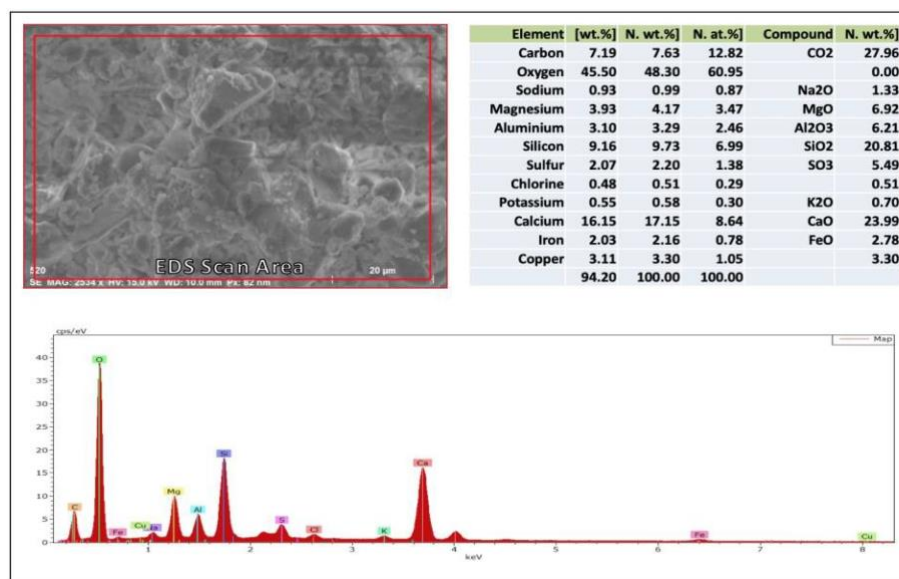 EDS Scan Area
520
20 µm
SE MAG: 2534 x HV: 15.0 kV WD: 10.0 mm Px: 82 nm
Element [wt.%] N. wt.% N. at.% Compound N. wt.%
Carbon 7.19 7.63 12.82 CO2 27.96
Oxygen 45.50 48.30 60.95 0.00
Sodium 0.93 0.99 0.87 Na2O 1.33
Magnesium 3.93 4.17 3.47 MgO 6.92
Aluminium 3.10 3.29 2.46 Al2O3 6.21
Silicon 9.16 9.73 6.99 SiO2 20.81
Sulfur 2.07 2.20 1.38 SO3 5.49
Chlorine 0.48 0.51 0.29 0.51
Potassium 0.55 0.58 0.30 K2O 0.70
Calcium 16.15 17.15 8.64 CaO 23.99
Iron 2.03 2.16 0.78 FeO 2.78
Copper 3.11 3.30 1.05 3.30
94.20 100.00 100.00
cps/eV
Map
40
35
30
25
20
15
10
5
0
C
O
Fe
Cu
Mg
Al
Si
S
Cl
K
Ca
Fe
Cu
1 2 3 4 5 6 7 8
keV